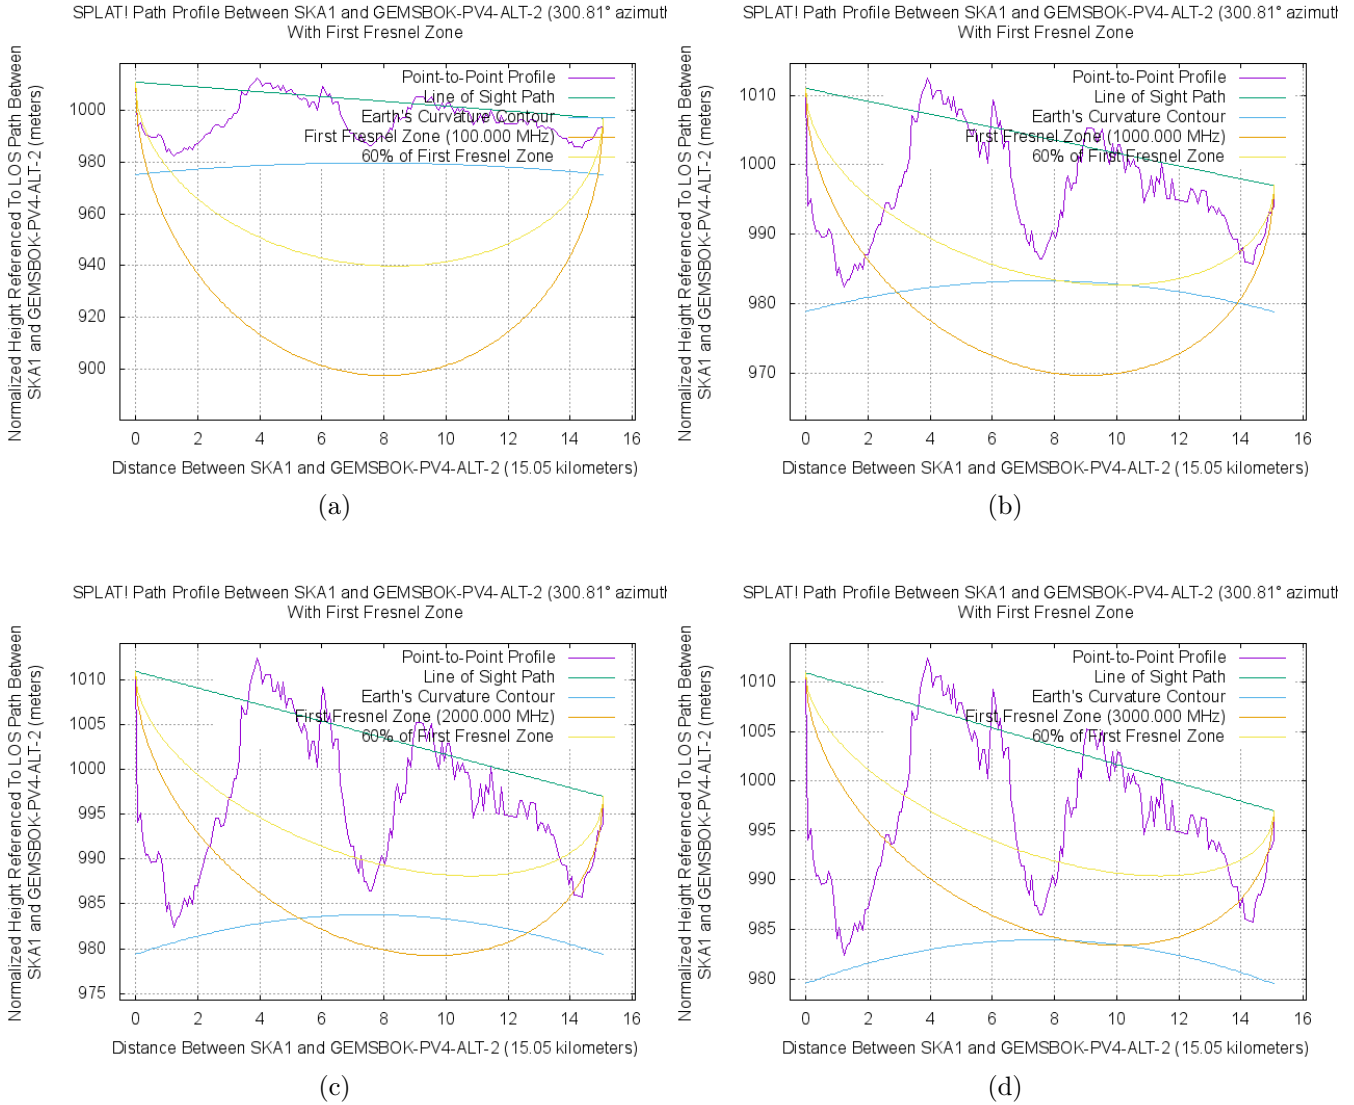 SPLAT! Path Profile Between SKA1 and GEMSBOK-PV4-ALT-2 (300.81° azimuth
With First Fresnel Zone
Normalized Height Referenced To LOS Path Between
SKA1 and GEMSBOK-PV4-ALT-2 (meters)
Point-to-Point Profile
Line of Sight Path
Earth's Curvature Contour
First Fresnel Zone (100.000 MHz)
60% of First Fresnel Zone
1000
980
960
940
920
900
0 2 4 6 8 10 12 14 16
Distance Between SKA1 and GEMSBOK-PV4-ALT-2 (15.05 kilometers)
(a)
SPLAT! Path Profile Between SKA1 and GEMSBOK-PV4-ALT-2 (300.81° azimuth
With First Fresnel Zone
Normalized Height Referenced To LOS Path Between
SKA1 and GEMSBOK-PV4-ALT-2 (meters)
Point-to-Point Profile
Line of Sight Path
Earth's Curvature Contour
First Fresnel Zone (1000.000 MHz)
60% of First Fresnel Zone
1010
1000
990
980
970
0 2 4 6 8 10 12 14 16
Distance Between SKA1 and GEMSBOK-PV4-ALT-2 (15.05 kilometers)
(b)
SPLAT! Path Profile Between SKA1 and GEMSBOK-PV4-ALT-2 (300.81° azimuth
With First Fresnel Zone
Normalized Height Referenced To LOS Path Between
SKA1 and GEMSBOK-PV4-ALT-2 (meters)
Point-to-Point Profile
Line of Sight Path
Earth's Curvature Contour
First Fresnel Zone (2000.000 MHz)
60% of First Fresnel Zone
1010
1005
1000
995
990
985
980
975
0 2 4 6 8 10 12 14 16
Distance Between SKA1 and GEMSBOK-PV4-ALT-2 (15.05 kilometers)
(c)
SPLAT! Path Profile Between SKA1 and GEMSBOK-PV4-ALT-2 (300.81° azimuth
With First Fresnel Zone
Normalized Height Referenced To LOS Path Between
SKA1 and GEMSBOK-PV4-ALT-2 (meters)
Point-to-Point Profile
Line of Sight Path
Earth's Curvature Contour
First Fresnel Zone (3000.000 MHz)
60% of First Fresnel Zone
1010
1005
1000
995
990
985
980
0 2 4 6 8 10 12 14 16
Distance Between SKA1 and GEMSBOK-PV4-ALT-2 (15.05 kilometers)
(d)